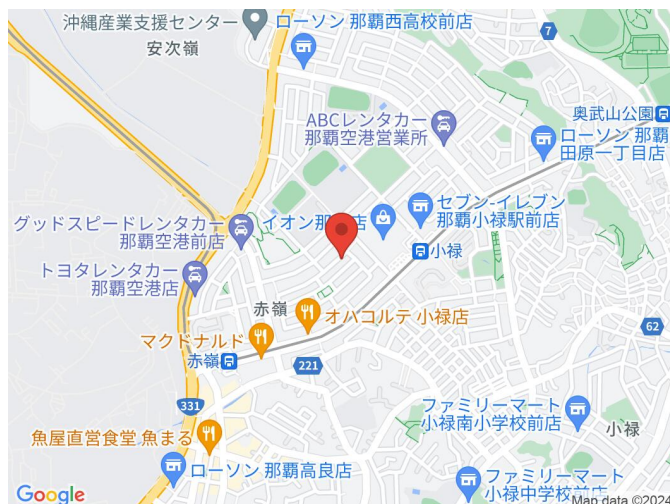 沖縄産業支援センター
安次嶺
ローソン 那覇西高校前店
7
ABCレンタカー
那覇空港営業所
奥武山公園
ローソン 那覇
田原一丁目店
セブン-イレブン
那覇小禄駅前店
グッドスピードレンタカー
那覇空港前店
イオン那覇店
小禄
トヨタレンタカー
那覇空港店
赤嶺
オハコルテ 小禄店
マクドナルド
赤嶺
221
62
331
ファミリーマート
小禄南小学校前店
小禄
魚屋直営食堂 魚まる
ローソン 那覇高良店
ファミリーマート
小禄中学校前店
Google
Map data ©2024